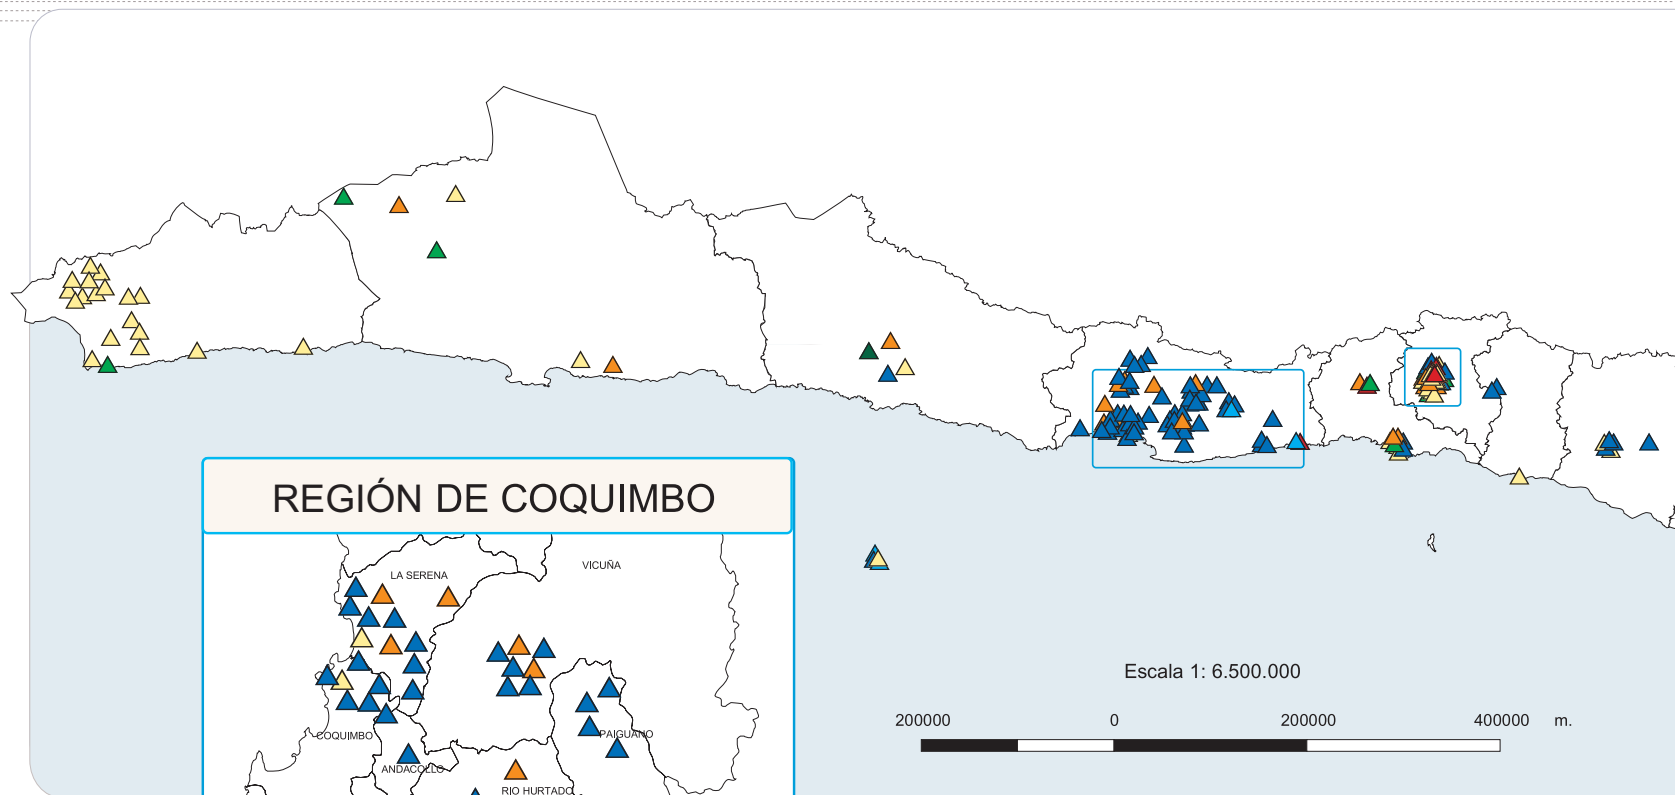 REGIÓN DE COQUIMBO
VICUÑA
LA SERENA
COQUIMBO
PAIGUANO
ANDACOLLO
RIO HURTADO
Escala 1: 6.500.000
200000 0 200000 400000 m.